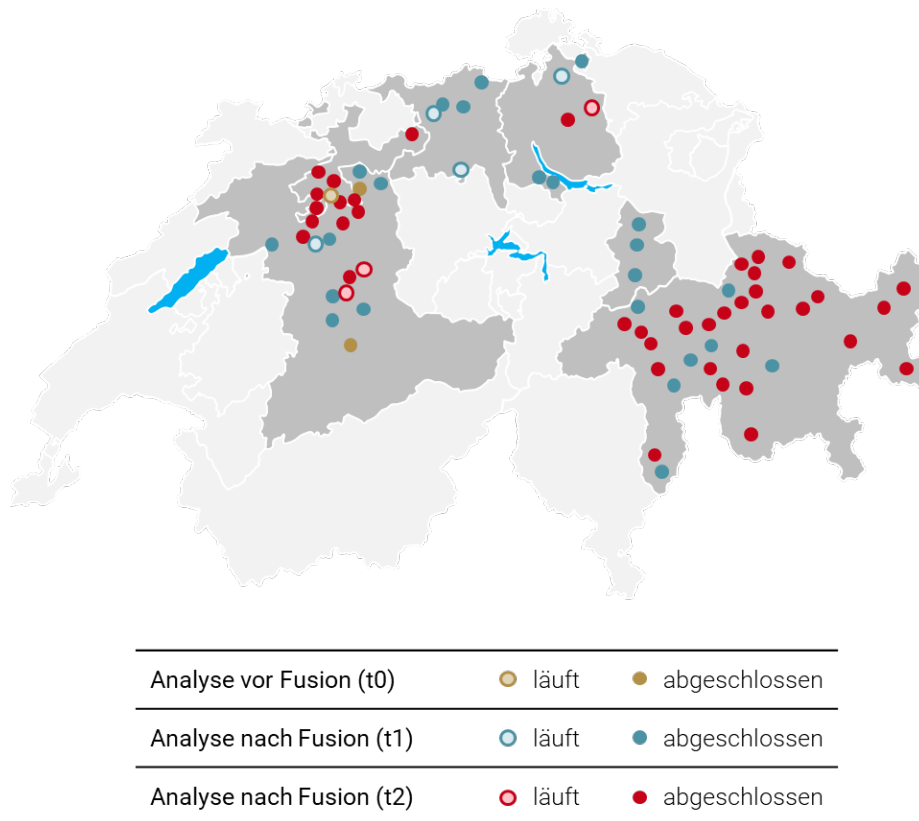 Analyse vor Fusion (t0) läuft abgeschlossen
Analyse nach Fusion (t1) läuft abgeschlossen
Analyse nach Fusion (t2) läuft abgeschlossen